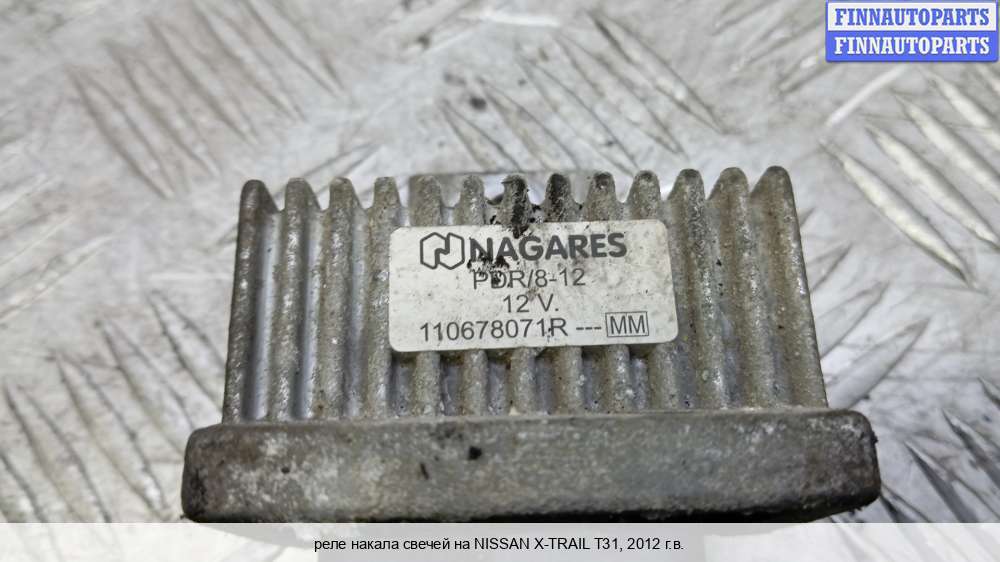 FINNAUTOPARTS
FINNAUTOPARTS
NAGARES
PDR/8-12
12 V.
110678071R --- MM
реле накала свечей на NISSAN X-TRAIL T31, 2012 г.в.